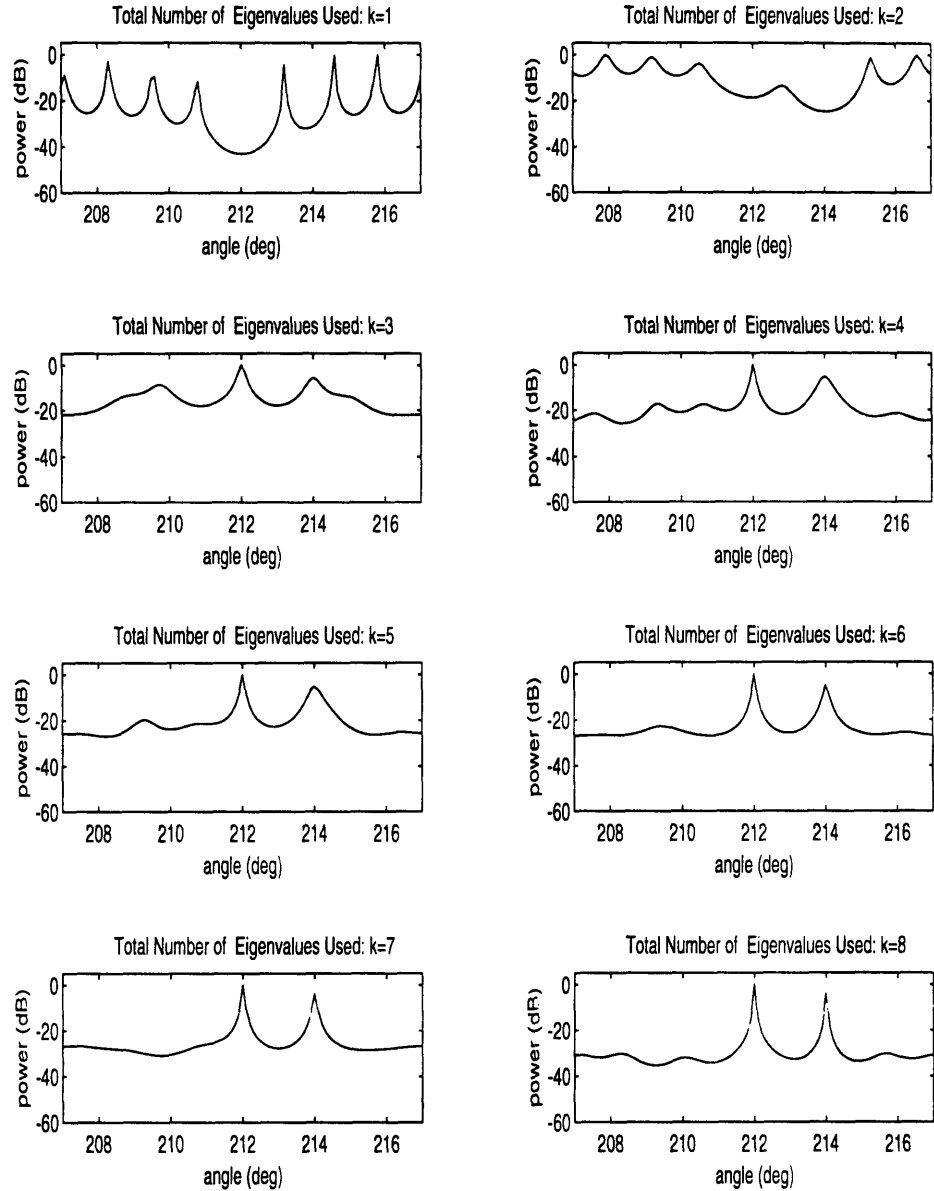 Total Number of Eigenvalues Used: k=1
power (dB)
0
-20
-40
-60
208 210 212 214 216
angle (deg)
Total Number of Eigenvalues Used: k=2
power (dB)
0
-20
-40
-60
208 210 212 214 216
angle (deg)
Total Number of Eigenvalues Used: k=3
power (dB)
0
-20
-40
-60
208 210 212 214 216
angle (deg)
Total Number of Eigenvalues Used: k=4
power (dB)
0
-20
-40
-60
208 210 212 214 216
angle (deg)
Total Number of Eigenvalues Used: k=5
power (dB)
0
-20
-40
-60
208 210 212 214 216
angle (deg)
Total Number of Eigenvalues Used: k=6
power (dB)
0
-20
-40
-60
208 210 212 214 216
angle (deg)
Total Number of Eigenvalues Used: k=7
power (dB)
0
-20
-40
-60
208 210 212 214 216
angle (deg)
Total Number of Eigenvalues Used: k=8
power (dB)
0
-20
-40
-60
208 210 212 214 216
angle (deg)